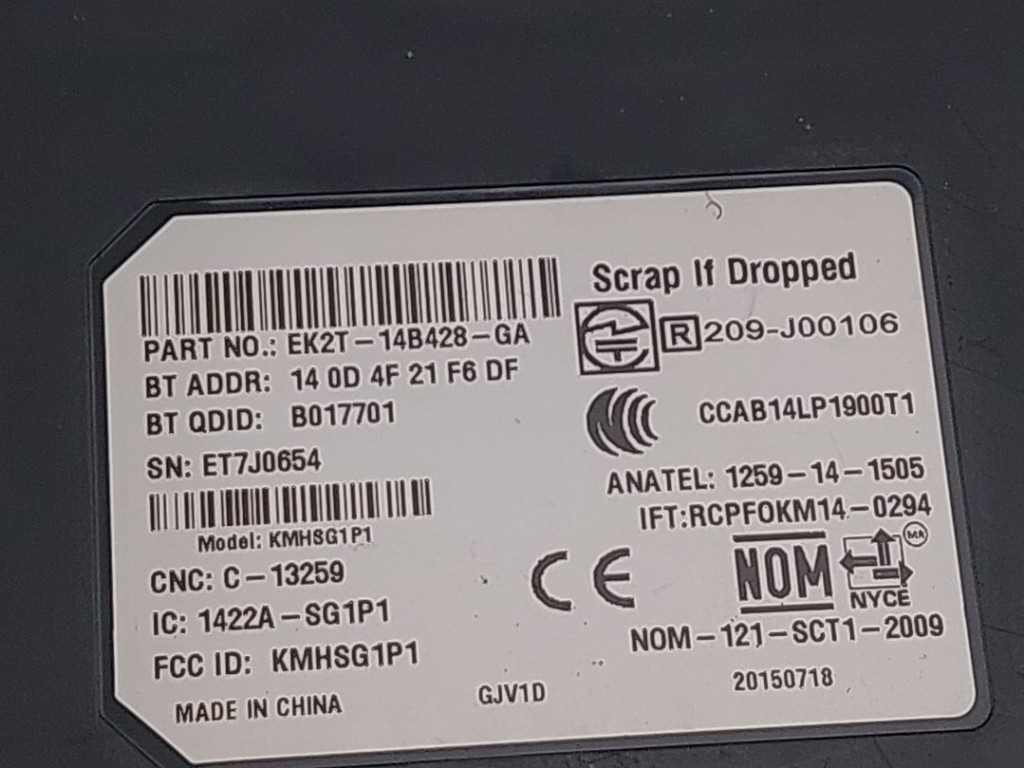 PART NO.: EK2T-14B428-GA
BT ADDR: 14 0D 4F 21 F6 DF
BT QDID: B017701
SN: ET7J0654
Model: KMHSG1P1
CNC: C-13259
IC: 1422A-SG1P1
FCC ID: KMHSG1P1
MADE IN CHINA
GJV1D
Scrap If Dropped
R 209-J00106
CCAB14LP1900T1
ANATEL: 1259-14-1505
IFT:RCPFOKM14-0294
CE
NOM
MA
NYCE
NOM-121-SCT1-2009
20150718